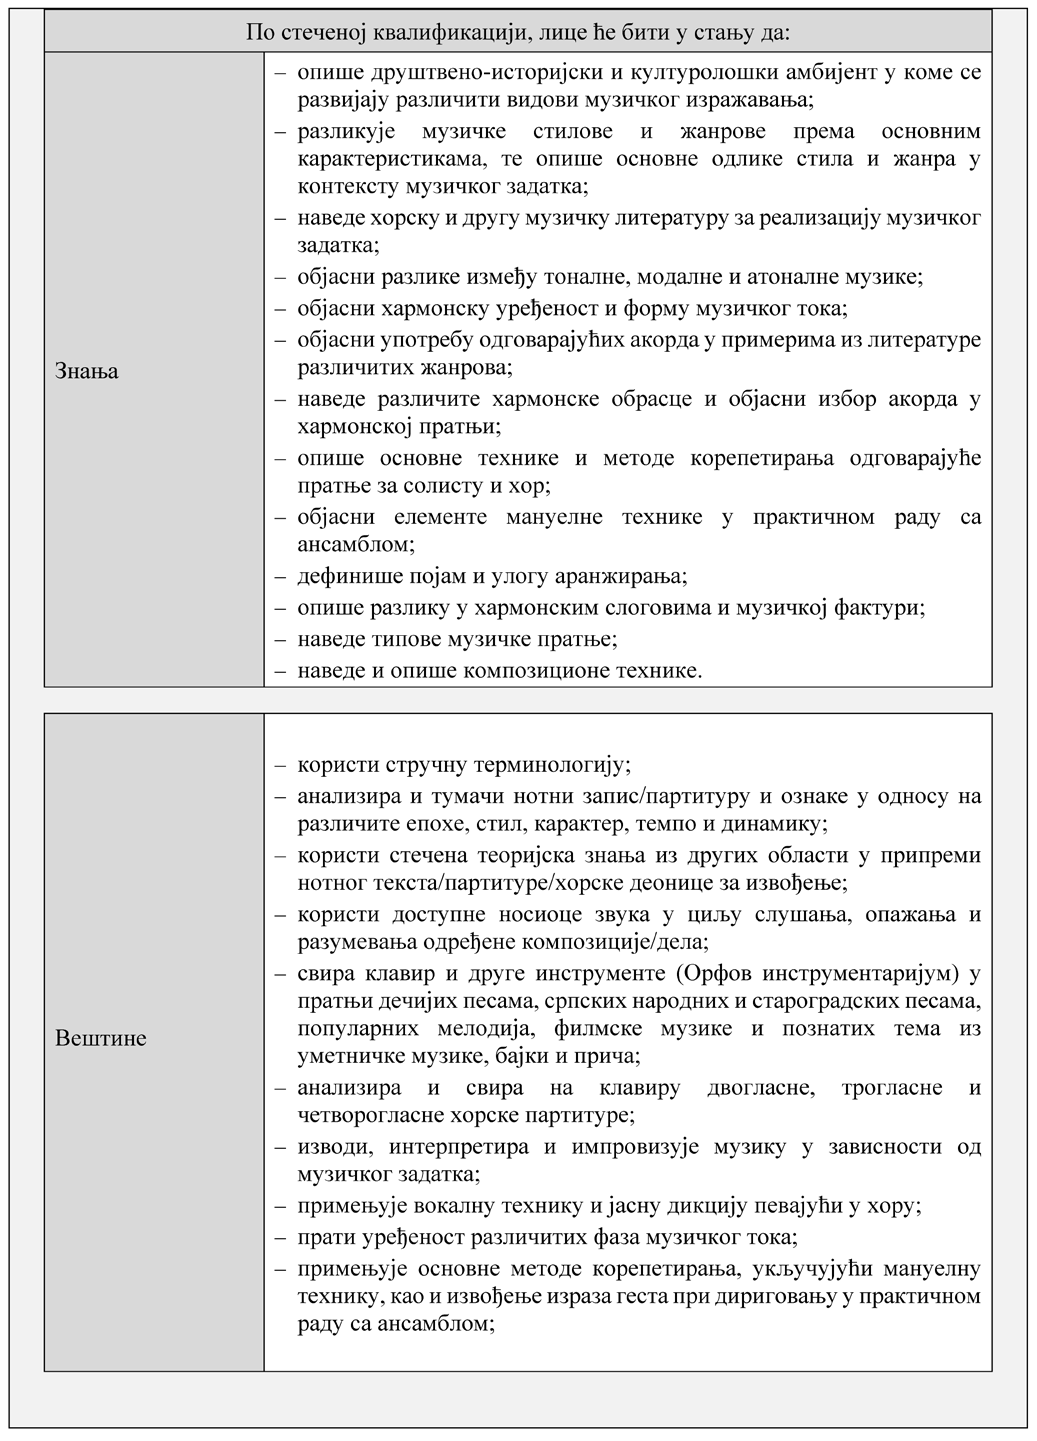 По стеченој квалификацији, лице ће бити у стању да:
Знања
– опише друштвено-историјски и културолошки амбијент у коме се
развијају различити видови музичког изражавања;
– разликује музичке стилове и жанрове према основним
карактеристикама, те опише основне одлике стила и жанра у
контексту музичког задатка;
– наведе хорску и другу музичку литературу за реализацију музичког
задатка;
– објасни разлике између тоналне, модалне и атоналне музике;
– објасни хармонску уређеност и форму музичког тока;
– објасни употребу одговарајућих акорда у примерима из литературе
различитих жанрова;
– наведе различите хармонске обрасце и објасни избор акорда у
хармонској пратњи;
– опише основне технике и методе корепетирања одговарајуће
пратње за солисту и хор;
– објасни елементе мануелне технике у практичном раду са
ансамблом;
– дефинише појам и улогу аранжирања;
– опише разлику у хармонским слоговима и музичкој фактури;
– наведе типове музичке пратње;
– наведе и опише композиционе технике.
Вештине
– користи стручну терминологију;
– анализира и тумачи нотни запис/партитуру и ознаке у односу на
различите епохе, стил, карактер, темпо и динамику;
– користи стечена теоријска знања из других области у припреми
нотног текста/партитуре/хорске деонице за извођење;
– користи доступне носиоце звука у циљу слушања, опажања и
разумевања одређене композиције/дела;
– свира клавир и друге инструменте (Орфов инструментаријум) у
пратњи дечијих песама, српских народних и староградских песама,
популарних мелодија, филмске музике и познатих тема из
уметничке музике, бајки и прича;
– анализира и свира на клавиру двогласне, трогласне и
четворогласне хорске партитуре;
– изводи, интерпретира и импровизује музику у зависности од
музичког задатка;
– примењује вокалну технику и јасну дикцију певајући у хору;
– прати уређеност различитих фаза музичког тока;
– примењује основне методе корепетирања, укључујући мануелну
технику, као и извођење израза геста при дириговању у практичном
раду са ансамблом;